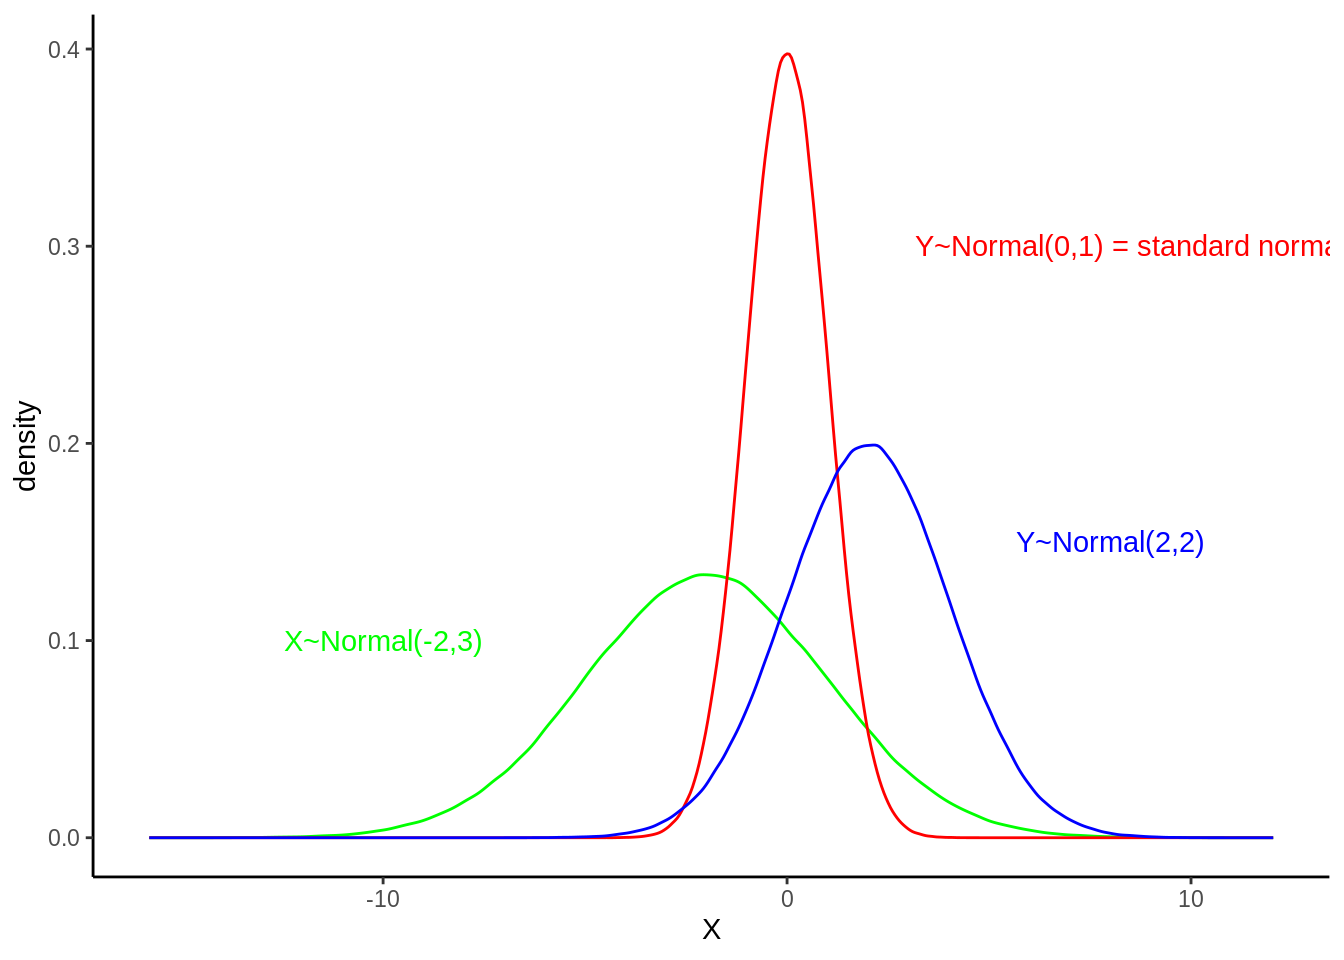 0.4
0.3
0.2
0.1
0.0
density
Y~Normal(0,1) = standard norma
Y~Normal(2,2)
X~Normal(-2,3)
-10
0
10
X